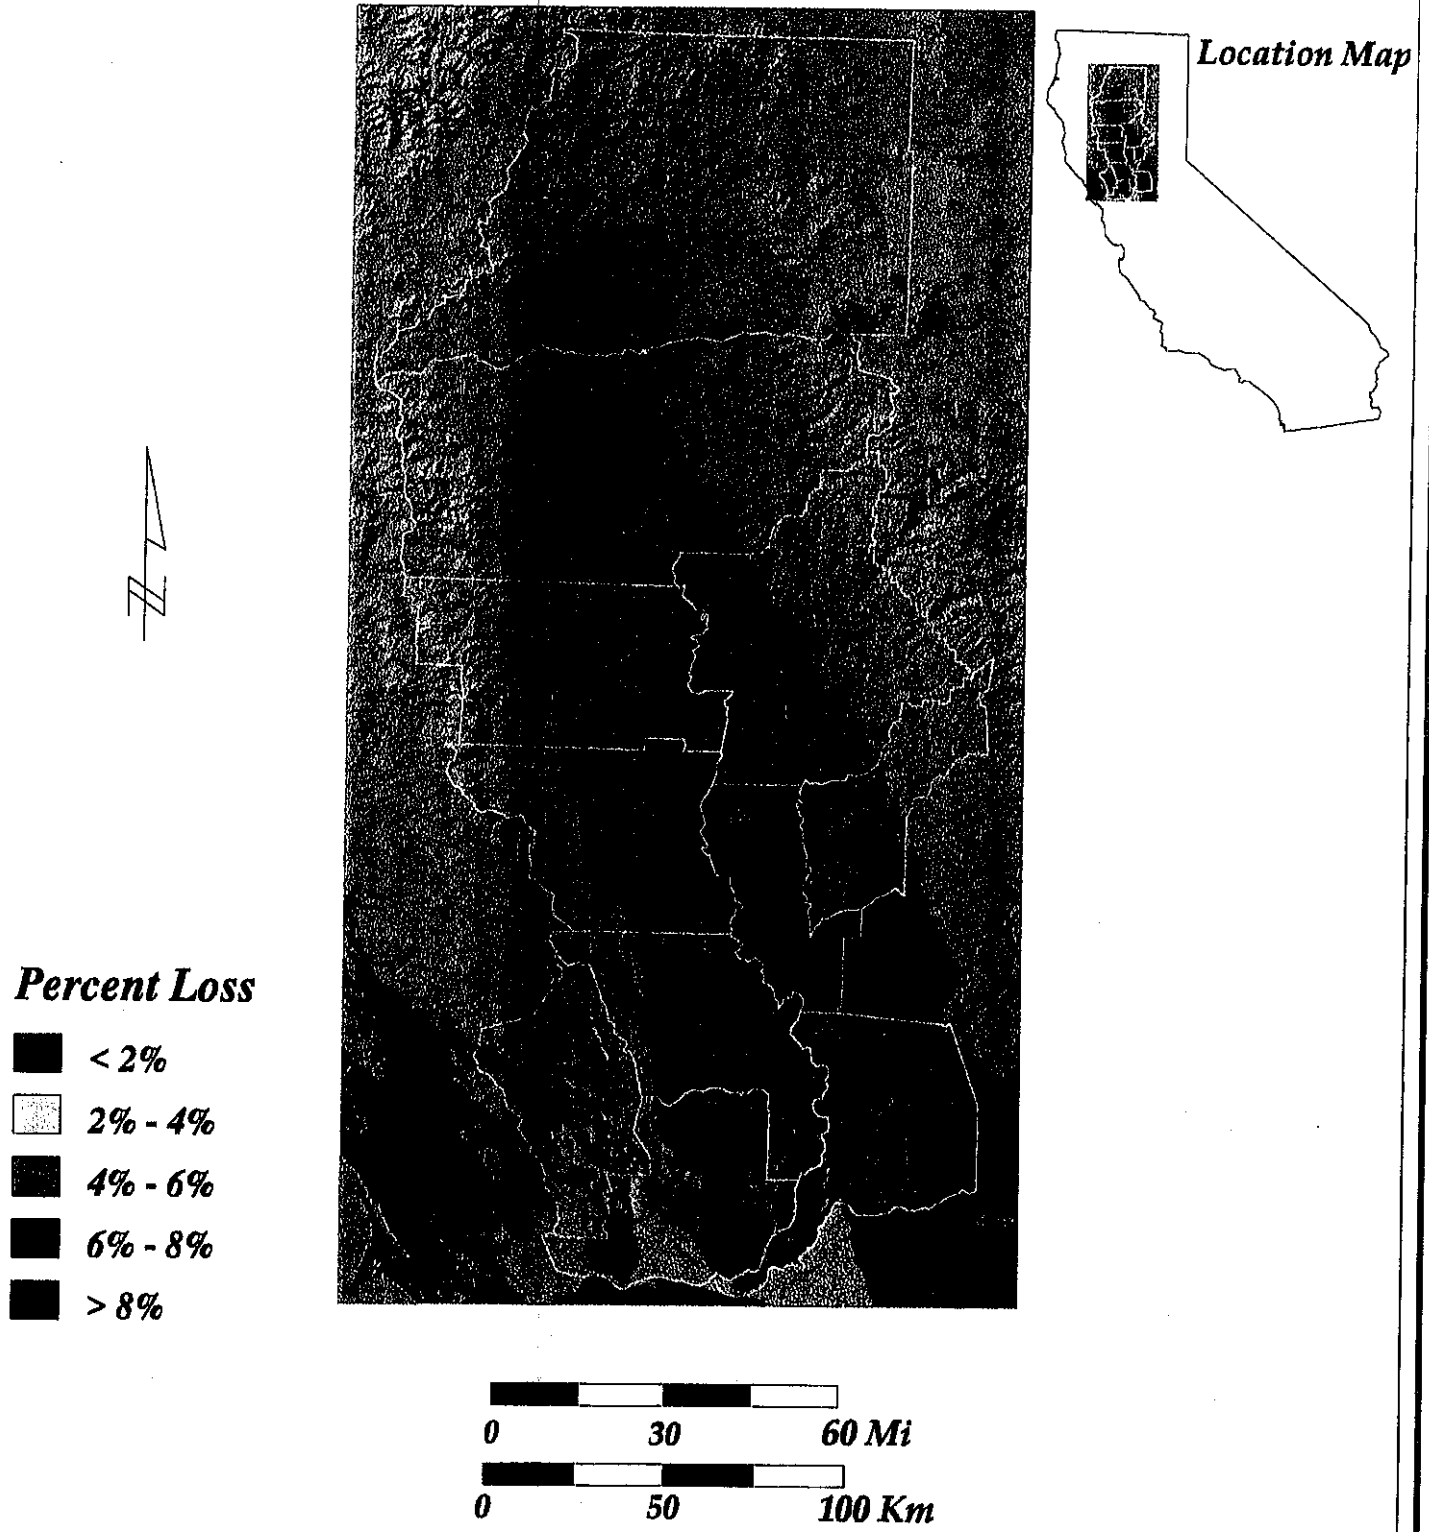 Location Map
Percent Loss
< 2%
2% - 4%
4% - 6%
6% - 8%
> 8%
0 30 60 Mi
0 50 100 Km